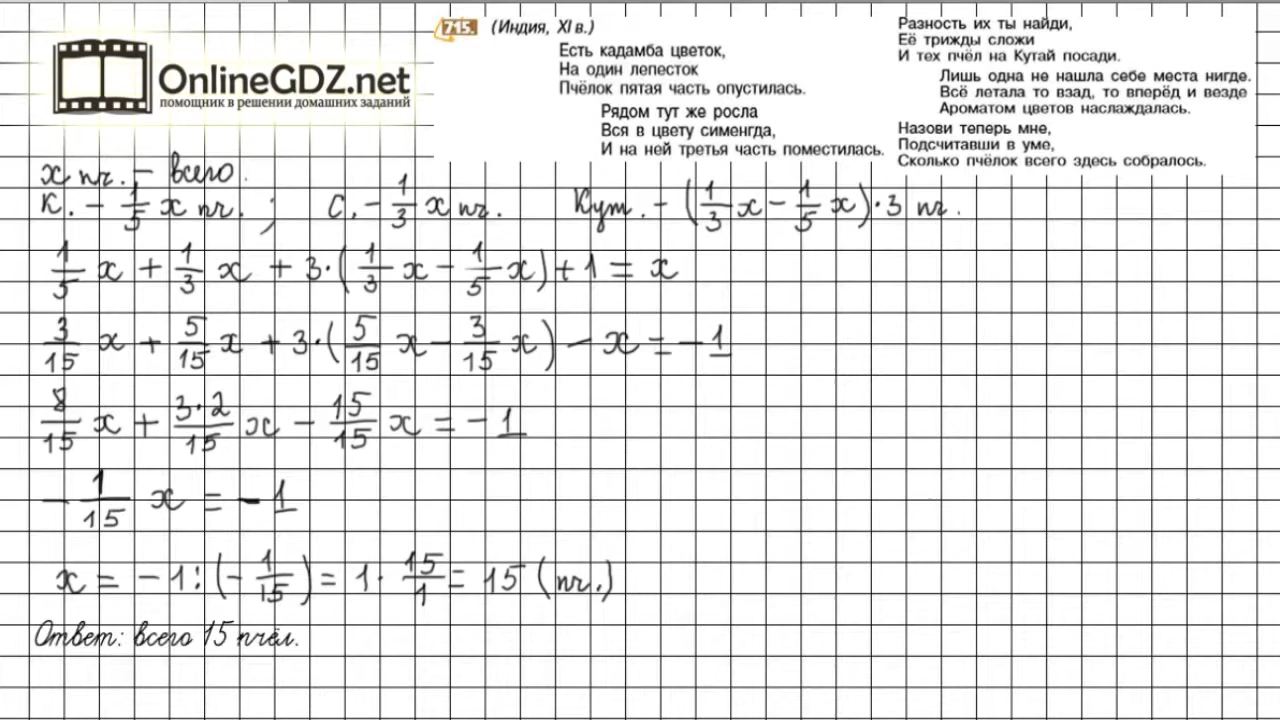 OnlineGDZ.net
помощник в решении домашних заданий
715. (Индия, XI в.)
Есть кадамба цветок,
На один лепесток
Пчёлок пятая часть опустилась.
Рядом тут же росла
Вся в цвету сименгда,
И на ней третья часть поместилась.
Разность их ты найди,
Её трижды сложи
И тех пчёл на Кутай посади.
Лишь одна не нашла себе места нигде.
Всё летала то взад, то вперёд и везде
Ароматом цветов наслаждалась.
Назови теперь мне,
Подсчитавши в уме,
Сколько пчёлок всего здесь собралось.
x пч. – всего.
К. – 1/5 x пч. ; С. – 1/3 x пч. Кут. – (1/3 x – 1/5 x) · 3 пч.
1/5 x + 1/3 x + 3 · (1/3 x – 1/5 x) + 1 = x
3/15 x + 5/15 x + 3 · (5/15 x – 3/15 x) – x = –1
8/15 x + 3·2/15 x – 15/15 x = –1
– 1/15 x = –1
x = –1 : (– 1/15) = 1 · 15/1 = 15 (пч.)
Ответ: всего 15 пчёл.